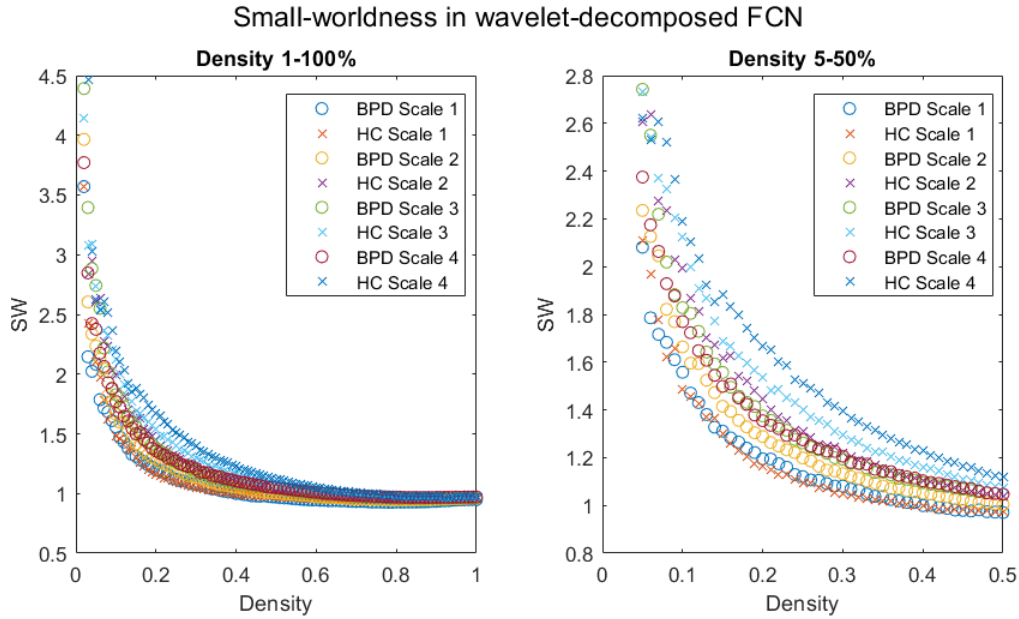 Small-worldness in wavelet-decomposed FCN
Density 1-100%
4.5
4
3.5
3
2.5
2
1.5
1
0.5
SW
0
0.2
0.4
0.6
0.8
1
Density
BPD Scale 1
HC Scale 1
BPD Scale 2
HC Scale 2
BPD Scale 3
HC Scale 3
BPD Scale 4
HC Scale 4
Density 5-50%
2.8
2.6
2.4
2.2
2
1.8
1.6
1.4
1.2
1
0.8
SW
0
0.1
0.2
0.3
0.4
0.5
Density
BPD Scale 1
HC Scale 1
BPD Scale 2
HC Scale 2
BPD Scale 3
HC Scale 3
BPD Scale 4
HC Scale 4